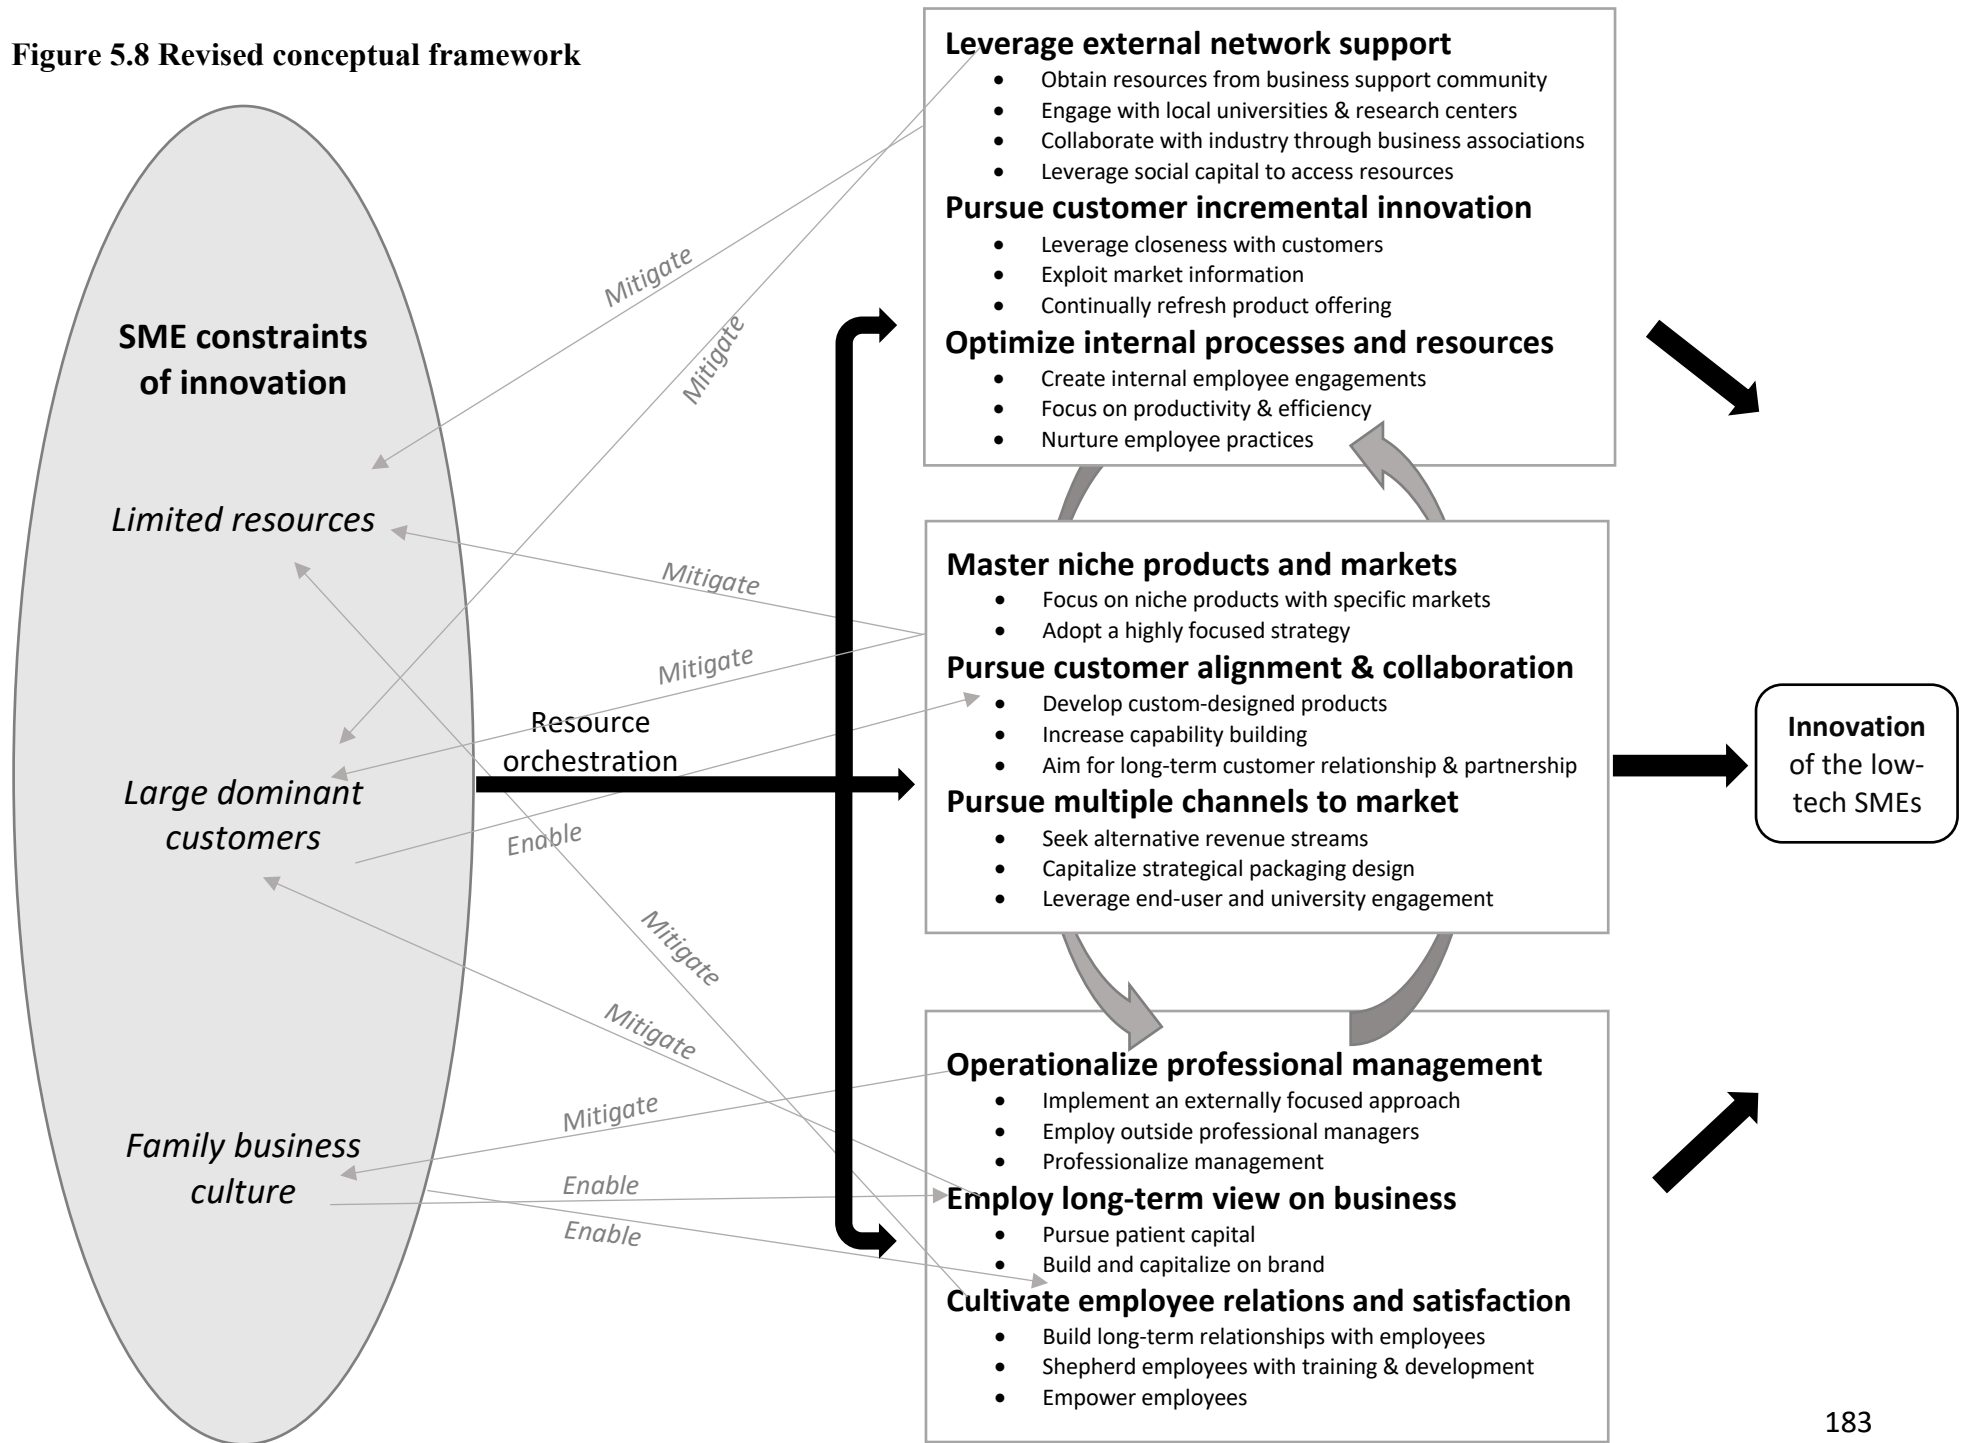 Figure 5.8 Revised conceptual framework
SME constraints
of innovation
Limited resources
Large dominant
customers
Family business
culture
Mitigate
Mitigate
Mitigate
Mitigate
Resource
orchestration
Enable
Mitigate
Mitigate
Mitigate
Enable
Enable
Leverage external network support
• Obtain resources from business support community
• Engage with local universities & research centers
• Collaborate with industry through business associations
• Leverage social capital to access resources
Pursue customer incremental innovation
• Leverage closeness with customers
• Exploit market information
• Continually refresh product offering
Optimize internal processes and resources
• Create internal employee engagements
• Focus on productivity & efficiency
• Nurture employee practices
Master niche products and markets
• Focus on niche products with specific markets
• Adopt a highly focused strategy
Pursue customer alignment & collaboration
• Develop custom-designed products
• Increase capability building
• Aim for long-term customer relationship & partnership
Pursue multiple channels to market
• Seek alternative revenue streams
• Capitalize strategical packaging design
• Leverage end-user and university engagement
Operationalize professional management
• Implement an externally focused approach
• Employ outside professional managers
• Professionalize management
Employ long-term view on business
• Pursue patient capital
• Build and capitalize on brand
Cultivate employee relations and satisfaction
• Build long-term relationships with employees
• Shepherd employees with training & development
• Empower employees
Innovation
of the low-
tech SMEs
183